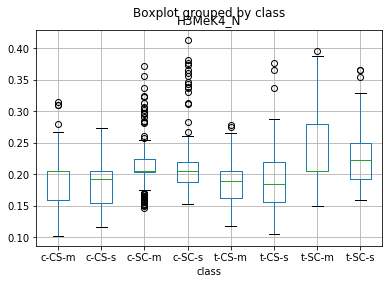 Boxplot grouped by class
H3MeK4_N
0.40
0.35
0.30
0.25
0.20
0.15
0.10
c-CS-m c-CS-s c-SC-m c-SC-s t-CS-m t-CS-s t-SC-m t-SC-s
class